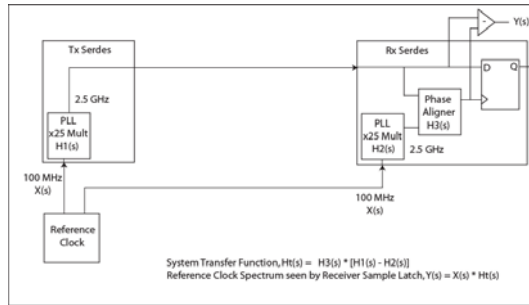 Y(s)
-
Tx Serdes
Rx Serdes
2.5 GHz
D
Q
PLL
x25 Mult
H1(s)
Phase
Aligner
H3(s)
PLL
x25 Mult
H2(s)
2.5 GHz
100 MHz
X(s)
100 MHz
X(s)
Reference
Clock
System Transfer Function, Ht(s) = H3(s) * [H1(s) - H2(s)]
Reference Clock Spectrum seen by Receiver Sample Latch, Y(s) = X(s) * Ht(s)